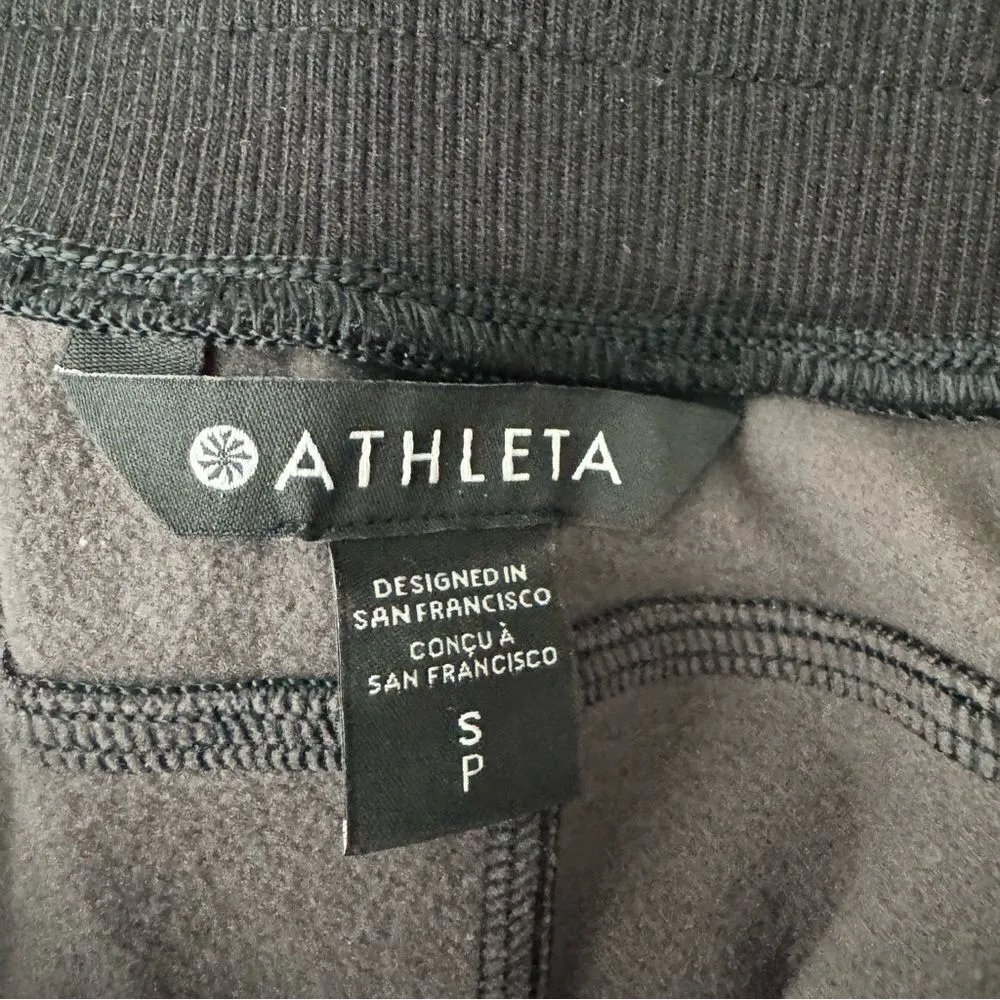 ATHLETA
DESIGNED IN
SAN FRANCISCO
CONÇU À
SAN FRANCISCO
S
P